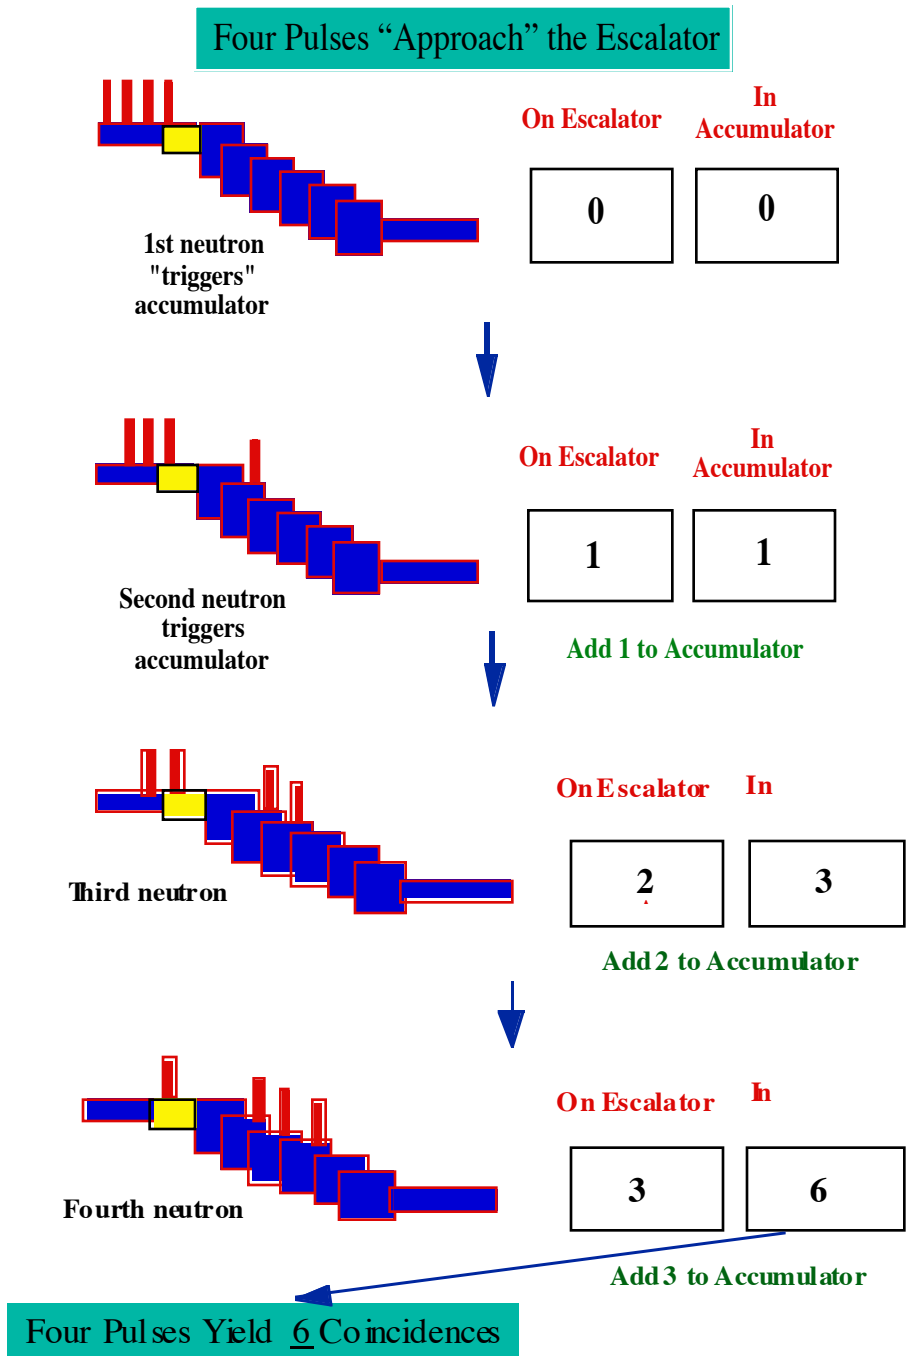 Four Pulses “Approach” the Escalator
On Escalator
In
Accumulator
0
0
1st neutron
"triggers"
accumulator
On Escalator
In
Accumulator
1
1
Second neutron
triggers
accumulator
Add 1 to Accumulator
On Escalator
In
2
3
Third neutron
Add 2 to Accumulator
On Escalator
In
3
6
Fourth neutron
Add 3 to Accumulator
Four Pulses Yield 6 Coincidences